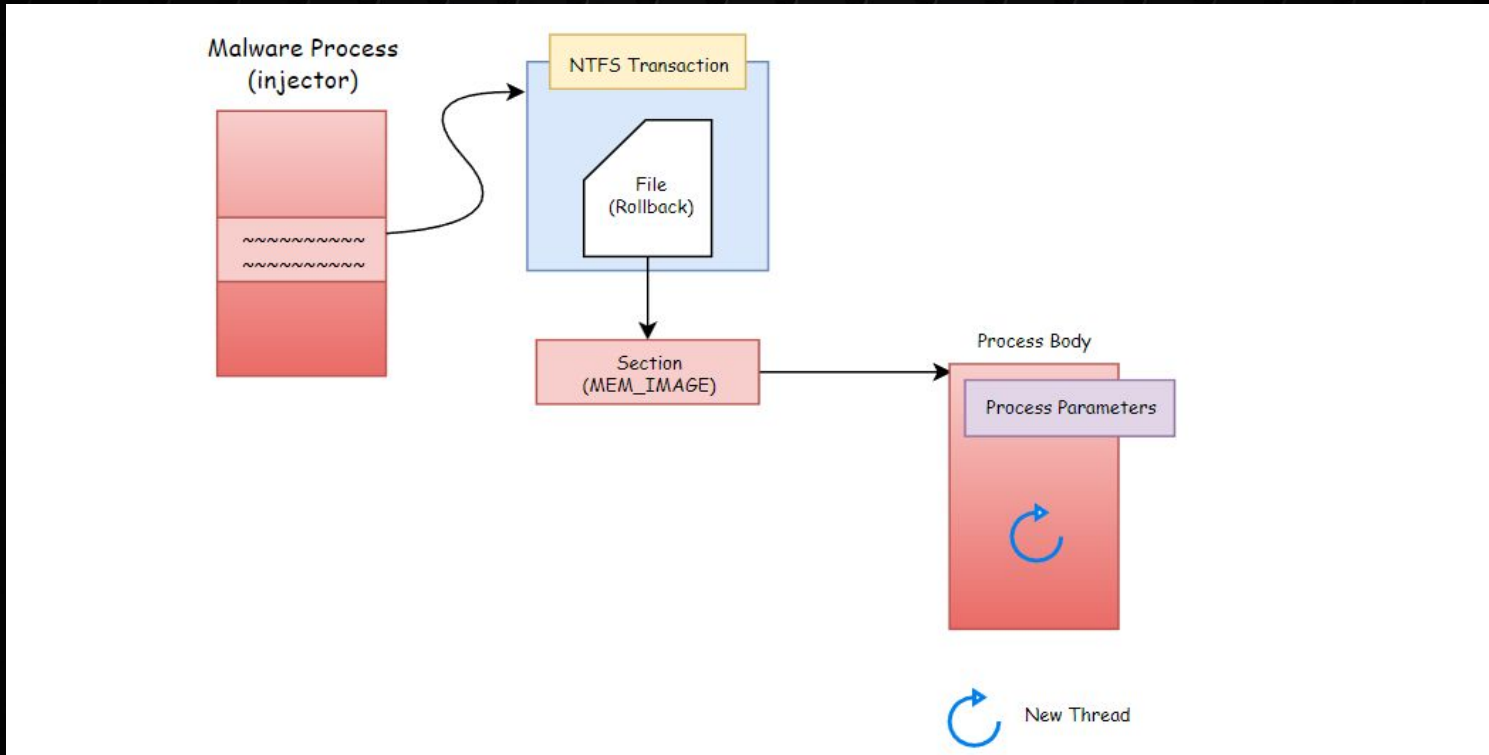 Malware Process
(injector)
NTFS Transaction
File
(Rollback)
~~~~~~~~~~
~~~~~~~~~~
Section
(MEM_IMAGE)
Process Body
Process Parameters
New Thread